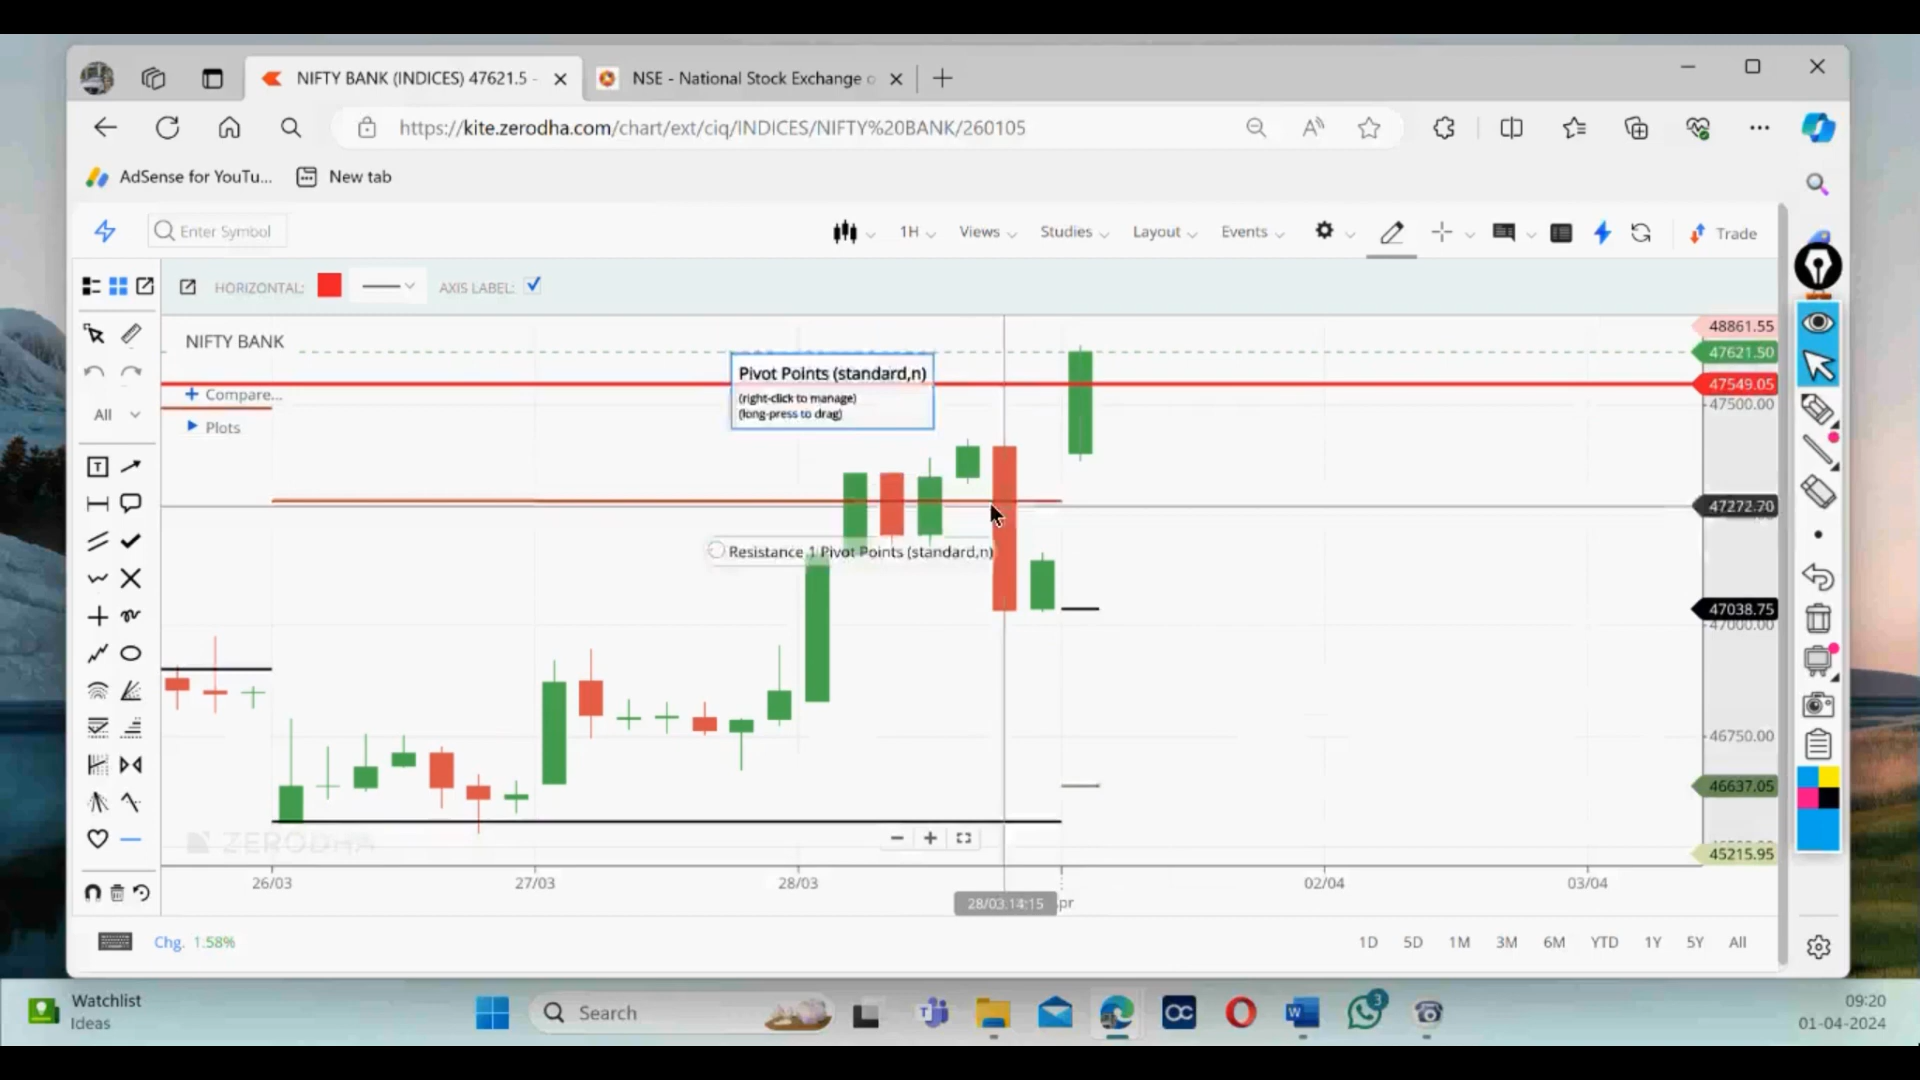 NIFTY BANK (INDICES) 47621.5 -
NSE - National Stock Exchange o
https://kite.zerodha.com/chart/ext/ciq/INDICES/NIFTY%20BANK/260105
AdSense for YouTu...
New tab
Enter Symbol
1H
Views
Studies
Layout
Events
Trade
HORIZONTAL:
AXIS LABEL:
NIFTY BANK
Compare...
Plots
All
Pivot Points (standard,n)
(right-click to manage)
(long-press to drag)
Resistance 1 Pivot Points (standard,n)
48861.55
47621.50
47549.05
47500.00
47272.70
47038.75
47000.00
46750.00
46637.05
45215.95
ZERODHA
26/03
27/03
28/03
28/03 14:15
pr
02/04
03/04
Chg. 1.58%
1D
5D
1M
3M
6M
YTD
1Y
5Y
All
Watchlist
Ideas
Search
3
09:20
01-04-2024